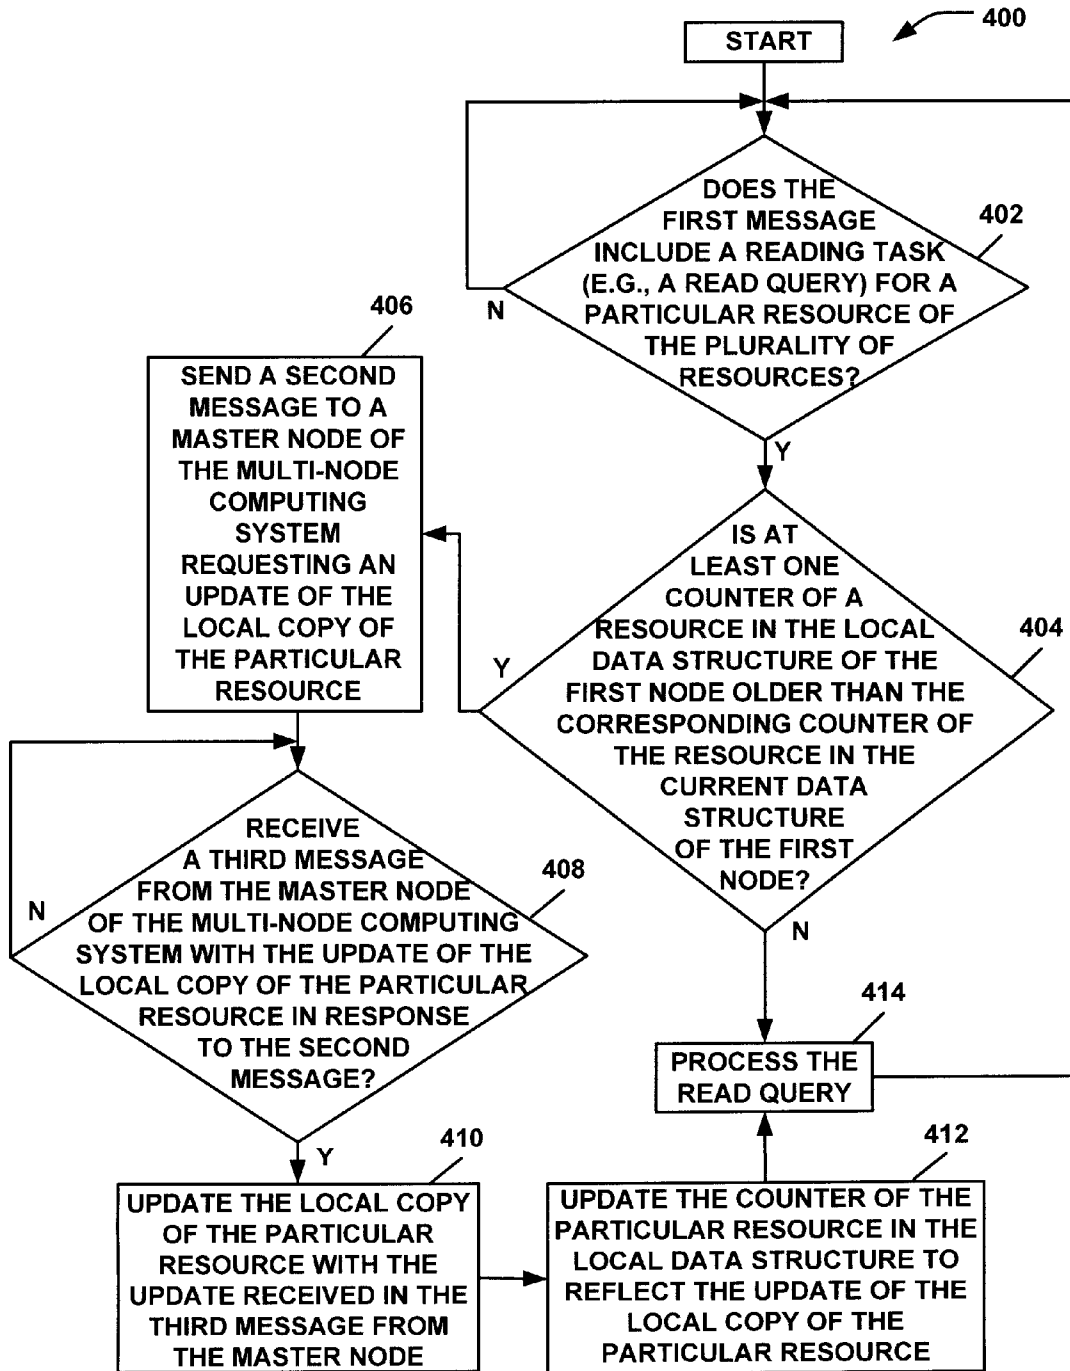 400
START
DOES THE
FIRST MESSAGE
INCLUDE A READING TASK
(E.G., A READ QUERY) FOR A
PARTICULAR RESOURCE OF
THE PLURALITY OF
RESOURCES?
402
N
Y
406
SEND A SECOND
MESSAGE TO A
MASTER NODE OF
THE MULTI-NODE
COMPUTING
SYSTEM
REQUESTING AN
UPDATE OF THE
LOCAL COPY OF
THE PARTICULAR
RESOURCE
IS AT
LEAST ONE
COUNTER OF A
RESOURCE IN THE LOCAL
DATA STRUCTURE OF THE
FIRST NODE OLDER THAN THE
CORRESPONDING COUNTER OF
THE RESOURCE IN THE
CURRENT DATA
STRUCTURE
OF THE FIRST
NODE?
404
Y
N
RECEIVE
A THIRD MESSAGE
FROM THE MASTER NODE
OF THE MULTI-NODE COMPUTING
SYSTEM WITH THE UPDATE OF THE
LOCAL COPY OF THE PARTICULAR
RESOURCE IN RESPONSE
TO THE SECOND
MESSAGE?
408
N
Y
414
PROCESS THE
READ QUERY
410
UPDATE THE LOCAL COPY
OF THE PARTICULAR
RESOURCE WITH THE
UPDATE RECEIVED IN THE
THIRD MESSAGE FROM
THE MASTER NODE
412
UPDATE THE COUNTER OF THE
PARTICULAR RESOURCE IN THE
LOCAL DATA STRUCTURE TO
REFLECT THE UPDATE OF THE
LOCAL COPY OF THE
PARTICULAR RESOURCE